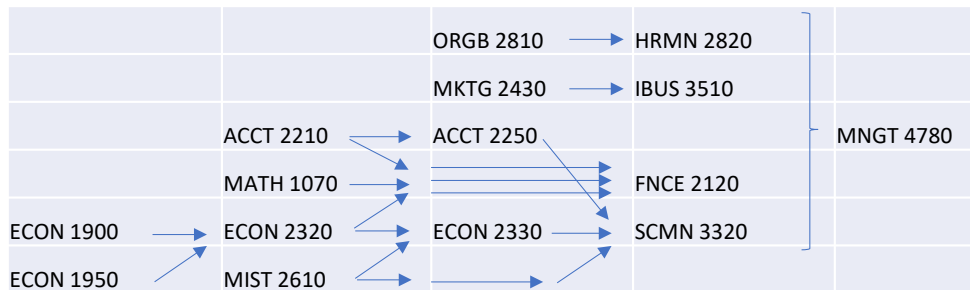 ORGB 2810 HRMN 2820
MKTG 2430 IBUS 3510
ACCT 2210 ACCT 2250 MNGT 4780
MATH 1070 FNCE 2120
ECON 1900 ECON 2320 ECON 2330 SCMN 3320
ECON 1950 MIST 2610